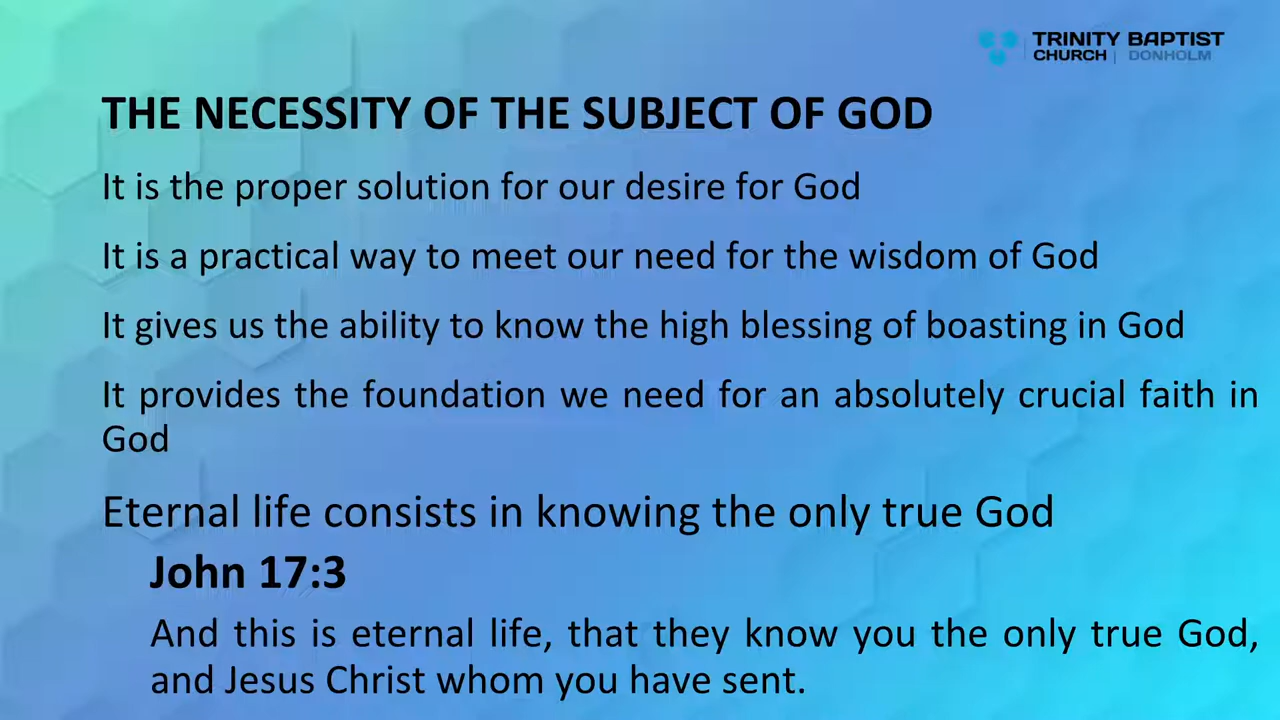 TRINITY BAPTIST
CHURCH | DONHOLM
THE NECESSITY OF THE SUBJECT OF GOD
It is the proper solution for our desire for God
It is a practical way to meet our need for the wisdom of God
It gives us the ability to know the high blessing of boasting in God
It provides the foundation we need for an absolutely crucial faith in
God
Eternal life consists in knowing the only true God
John 17:3
And this is eternal life, that they know you the only true God,
and Jesus Christ whom you have sent.